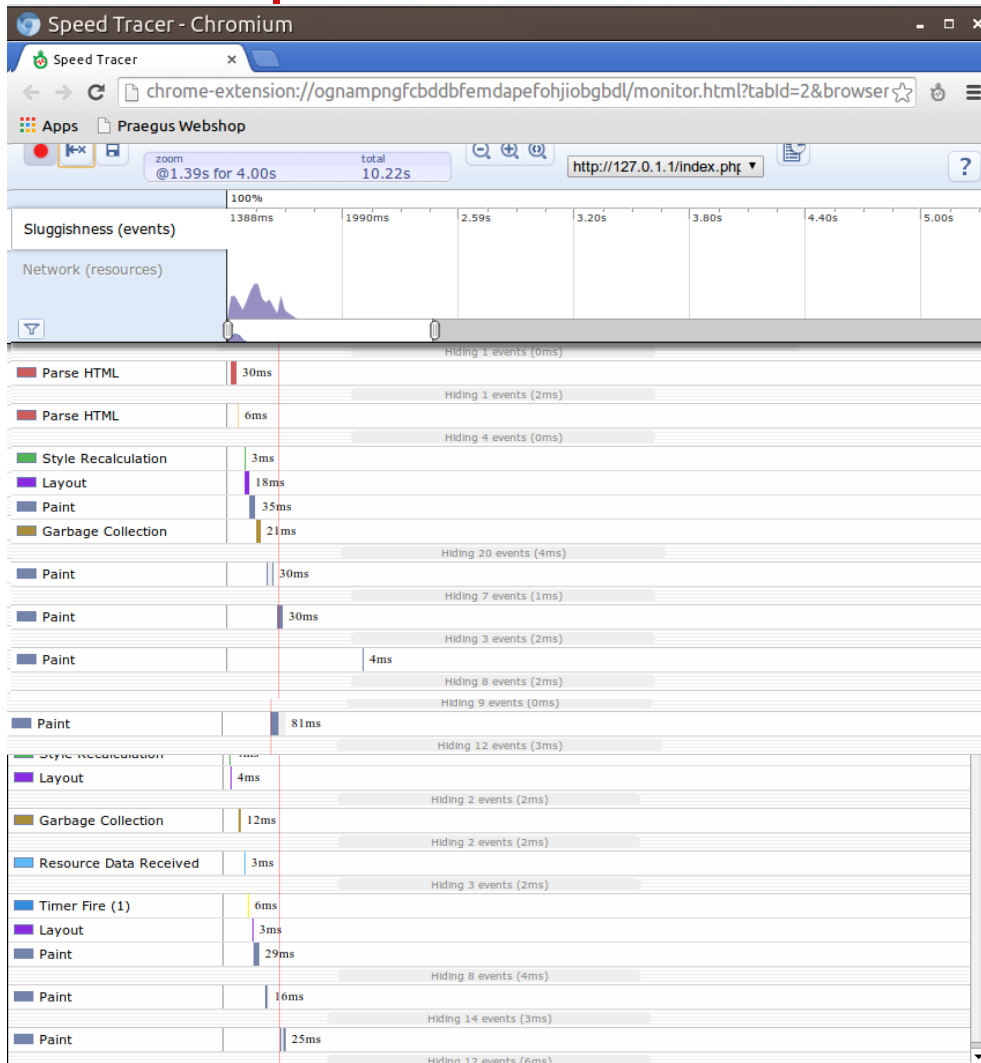 Speed Tracer - Chromium
Speed Tracer
chrome-extension://ognampngfcbddbfemdapefohjiobgbdl/monitor.html?tabId=2&browser
Apps Praegus Webshop
zoom total
@1.39s for 4.00s 10.22s
http://127.0.1.1/index.php
?
100%
1388ms 1990ms 2.59s 3.20s 3.80s 4.40s 5.00s
Sluggishness (events)
Network (resources)
Hiding 1 events (0ms)
Parse HTML 30ms
Hiding 1 events (2ms)
Parse HTML 6ms
Hiding 4 events (0ms)
Style Recalculation 3ms
Layout 18ms
Paint 35ms
Garbage Collection 21ms
Hiding 20 events (4ms)
Paint 30ms
Hiding 7 events (1ms)
Paint 30ms
Hiding 3 events (2ms)
Paint 4ms
Hiding 8 events (2ms)
Hiding 9 events (0ms)
Paint 81ms
Hiding 12 events (3ms)
Style Recalculation
Layout 4ms
Hiding 2 events (2ms)
Garbage Collection 12ms
Hiding 2 events (2ms)
Resource Data Received 3ms
Hiding 3 events (2ms)
Timer Fire (1) 6ms
Layout 3ms
Paint 29ms
Hiding 8 events (4ms)
Paint 16ms
Hiding 14 events (3ms)
Paint 25ms
Hiding 12 events (6ms)